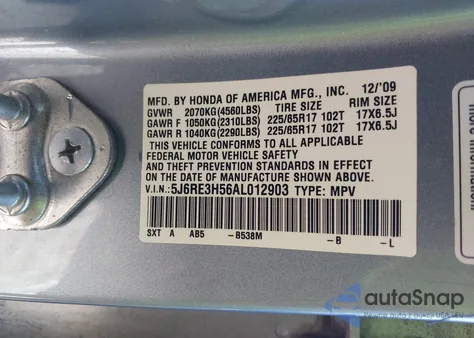 MFD. BY HONDA OF AMERICA MFG., INC. 12/'09
GVWR 2070KG(4560LBS) TIRE SIZE RIM SIZE
GAWR F 1050KG(2310LBS) 225/65R17 102T 17X6.5J
GAWR R 1040KG(2290LBS) 225/65R17 102T 17X6.5J
THIS VEHICLE CONFORMS TO ALL APPLICABLE
FEDERAL MOTOR VEHICLE
SAFETY, BUMPER, AND THEFT PREVENTION STANDARDS IN EFFECT
ON THE DATE OF MANUFACTURE SHOWN ABOVE.
V.I.N: 5J6RE3H56AL012903 TYPE: MPV
SXT A AB5 -B538M -B -L
autoSnap